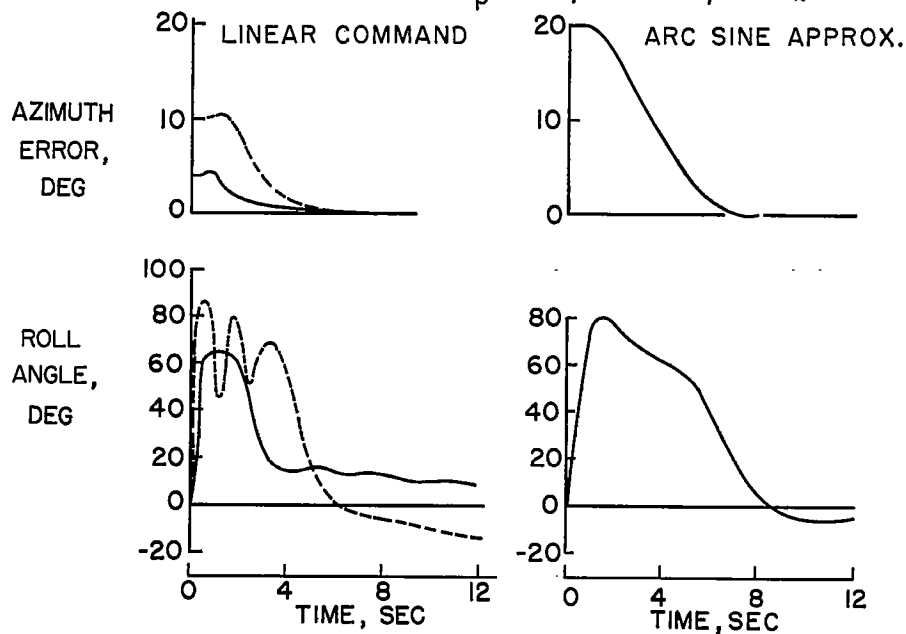 LINEAR COMMAND
ARC SINE APPROX.
AZIMUTH
ERROR,
DEG
20
10
0
20
10
0
ROLL
ANGLE,
DEG
100
80
60
40
20
0
-20
0
4
8
12
TIME, SEC
80
60
40
20
0
-20
0
4
8
12
TIME, SEC